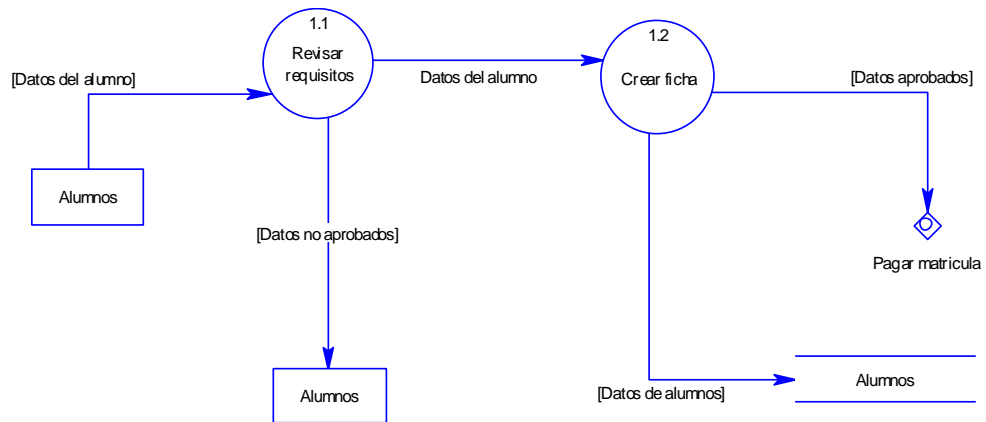 1.1
Revisar
requisitos
1.2
Crear ficha
[Datos del alumno]
Datos del alumno
[Datos aprobados]
Alumnos
[Datos no aprobados]
Pagar matricula
Alumnos
[Datos de alumnos]
Alumnos